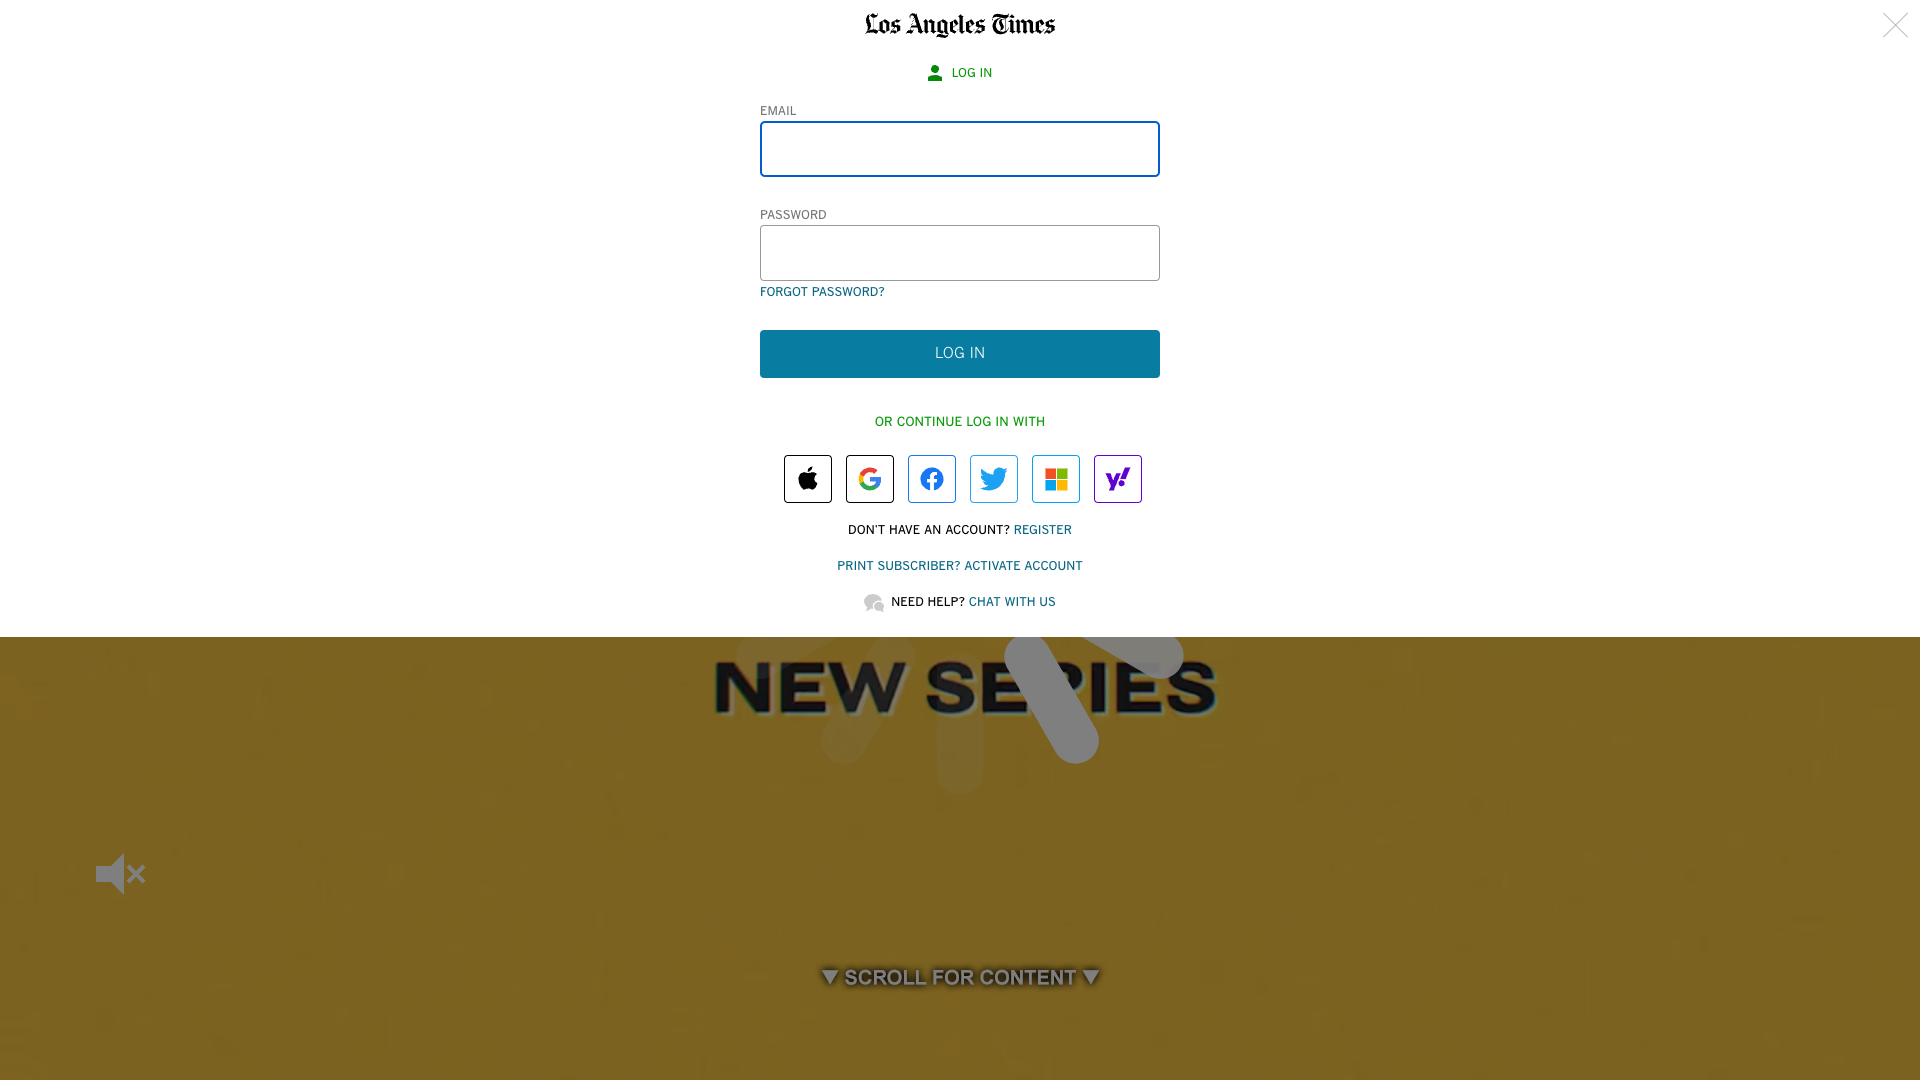 Los Angeles Times
LOG IN
EMAIL
PASSWORD
FORGOT PASSWORD?
LOG IN
OR CONTINUE LOG IN WITH
DON'T HAVE AN ACCOUNT? REGISTER
PRINT SUBSCRIBER? ACTIVATE ACCOUNT
NEED HELP? CHAT WITH US
NEW SERIES
▼ SCROLL FOR CONTENT ▼